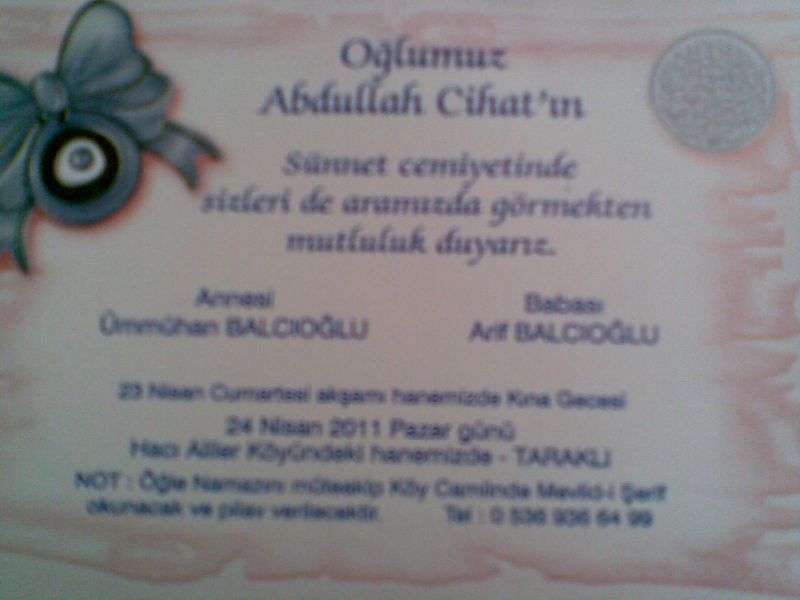 Oğlumuz
Abdullah Cihat'ın
Sünnet cemiyetinde
sizleri de aramızda görmekten
mutluluk duyarız.
Annesi
Ümmühan BALCIOĞLU
Babası
Arif BALCIOĞLU
23 Nisan Cumartesi akşamı hanemizde Kına Gecesi
24 Nisan 2011 Pazar günü
Hacı Aliler Köyündeki hanemizde - TARAKLI
NOT : Öğle Namazını müteakip Köy Camiinde Mevlid-i Şerif
okunacak ve pilav verilecektir. Tel : 0 536 936 64 99